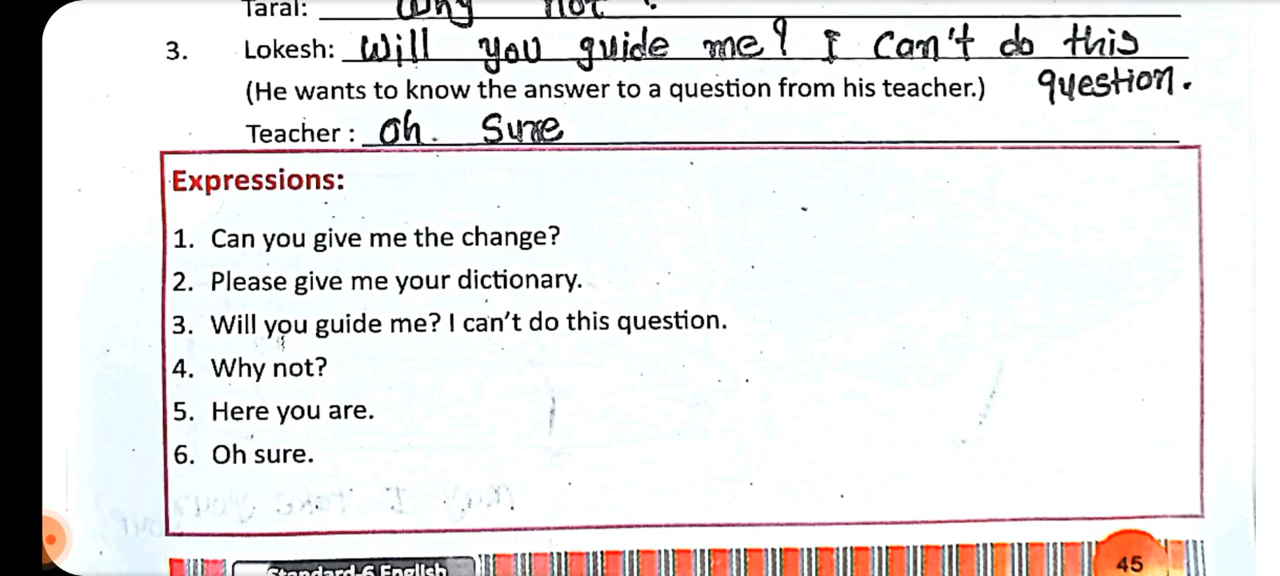 Taral: Why not ?
3. Lokesh: Will you guide me? I can't do this
(He wants to know the answer to a question from his teacher.) question.
Teacher : Oh. Sure
Expressions:
1. Can you give me the change?
2. Please give me your dictionary.
3. Will you guide me? I can't do this question.
4. Why not?
5. Here you are.
6. Oh sure.
Standard-6 English
45